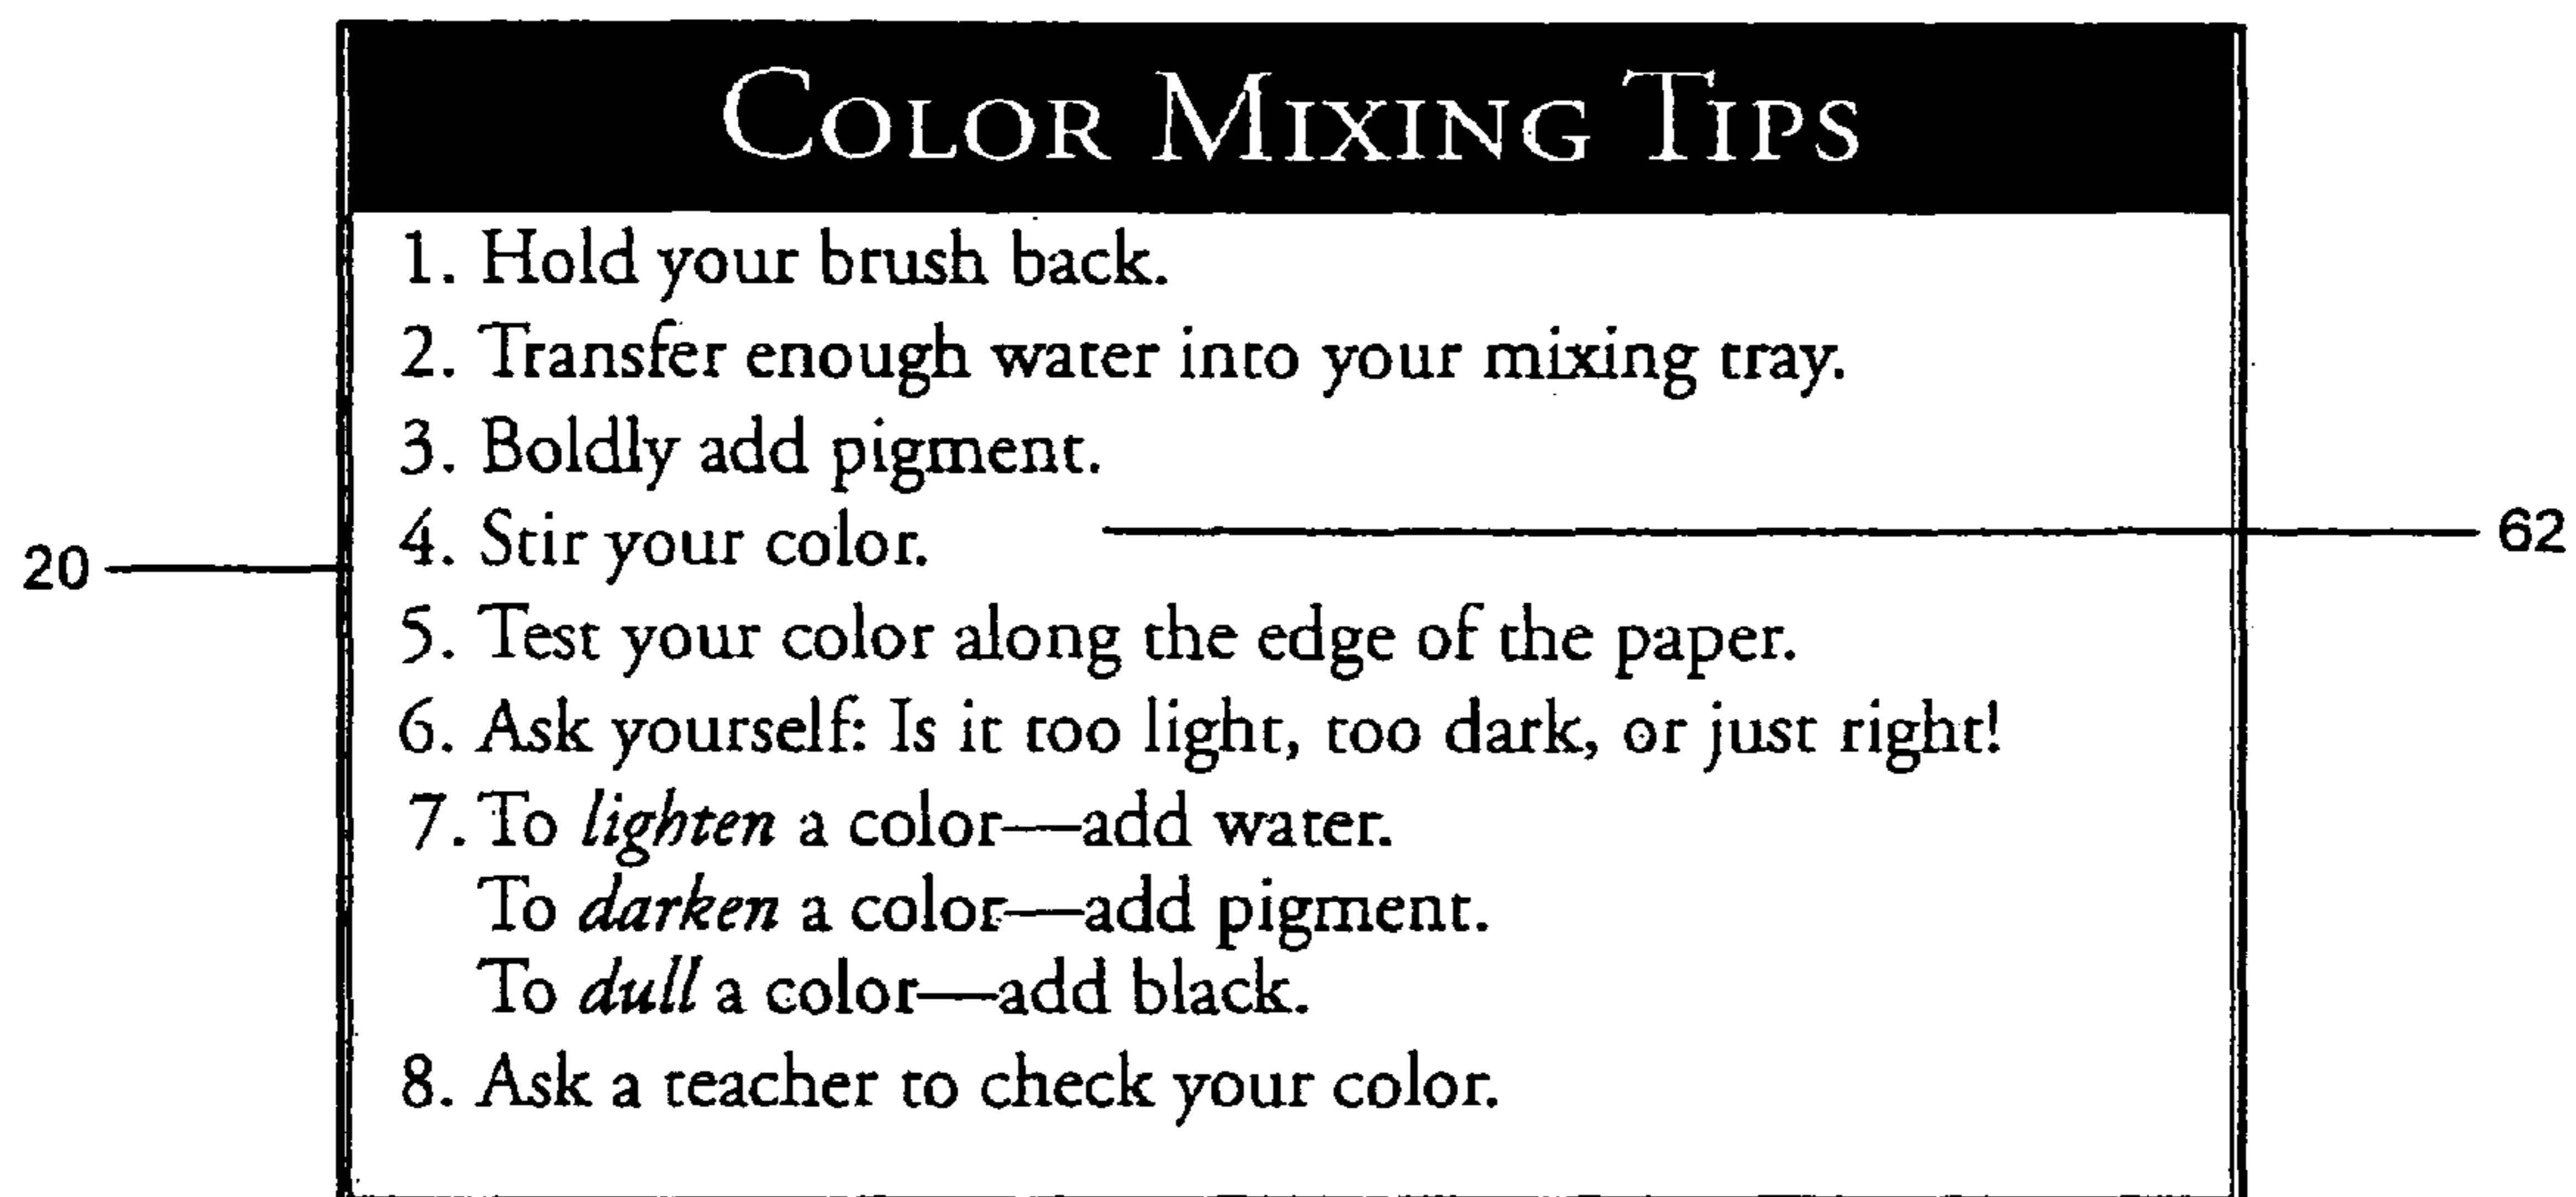 COLOR MIXING TIPS
1. Hold your brush back.
2. Transfer enough water into your mixing tray.
3. Boldly add pigment.
4. Stir your color.
62
20
5. Test your color along the edge of the paper.
6. Ask yourself: Is it too light, too dark, or just right!
7. To lighten a color—add water.
To darken a color—add pigment.
To dull a color—add black.
8. Ask a teacher to check your color.